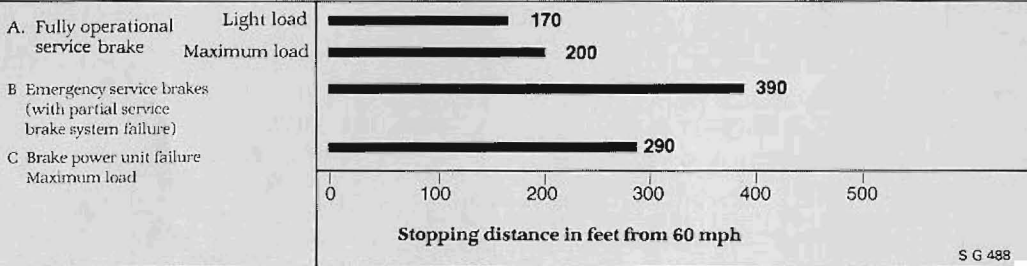 A. Fully operational service brake Light load 170
Maximum load 200
B Emergency service brakes 390
(with partial service
brake system failure)
C Brake power unit failure 290
Maximum load
0 100 200 300 400 500
Stopping distance in feet from 60 mph
S G 488